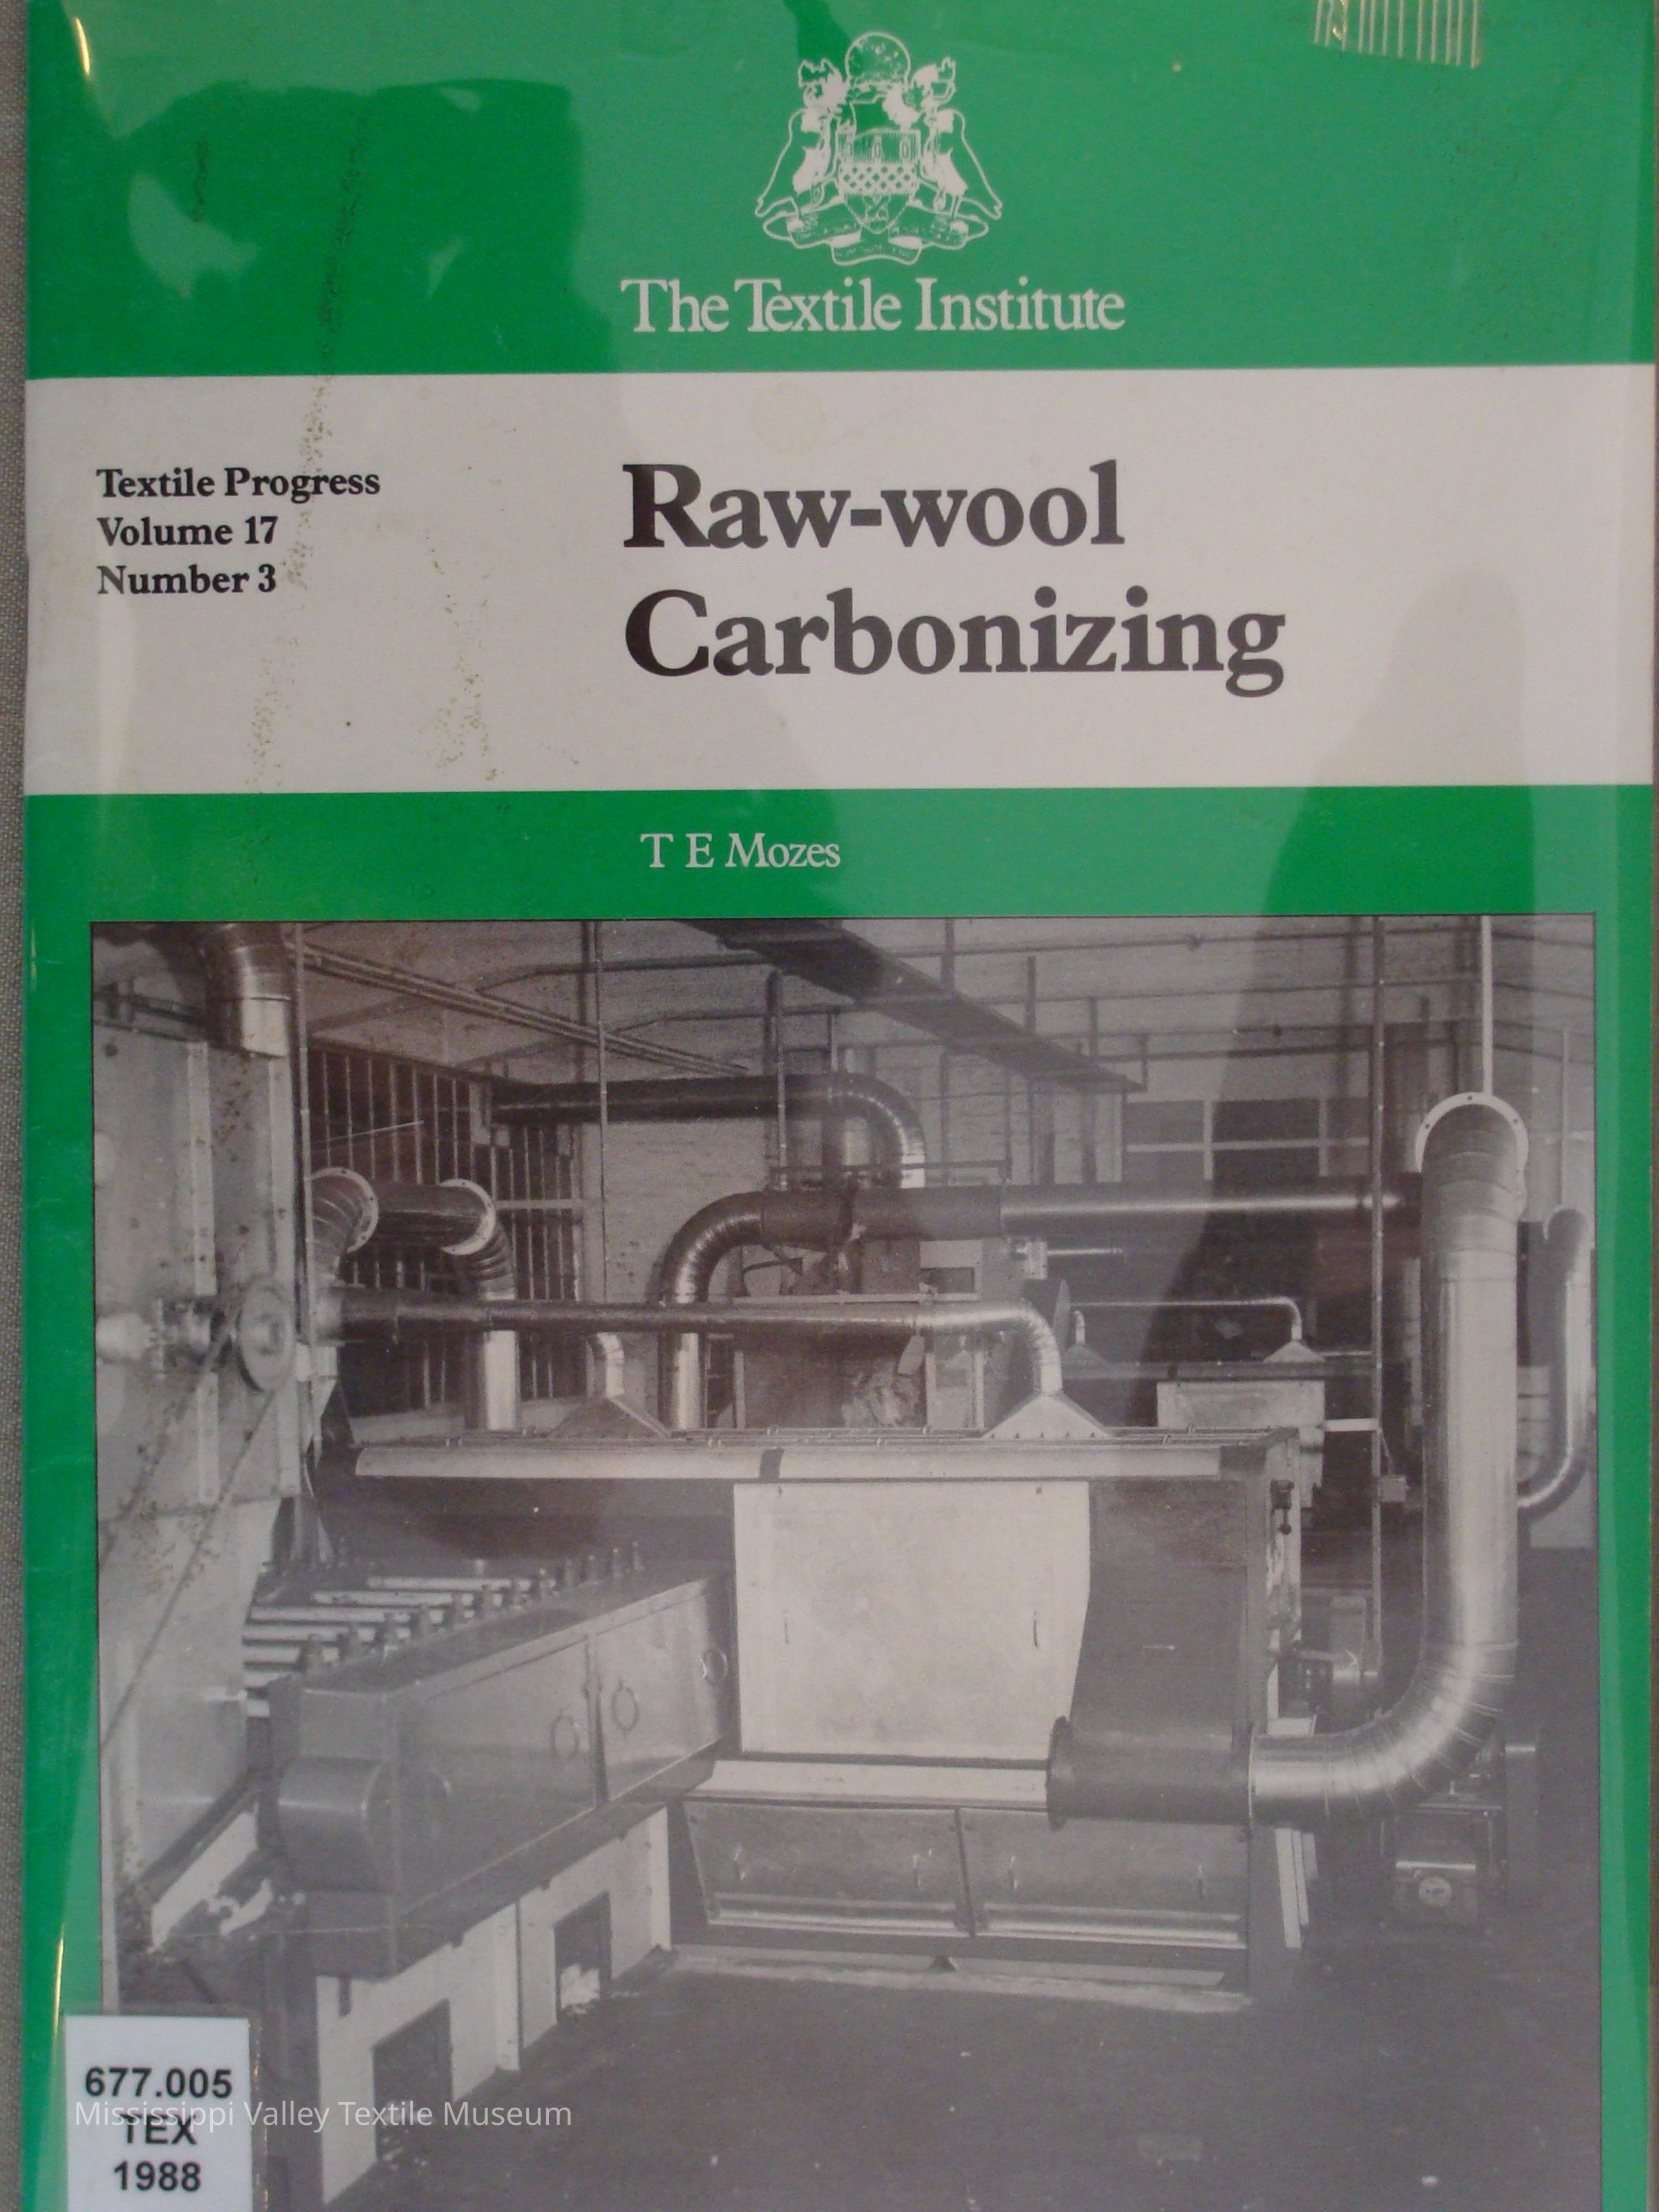 The Textile Institute
Textile Progress
Volume 17
Number 3
Raw-wool
Carbonizing
T E Mozes
677.005
TEX
1988
Mississippi Valley Textile Museum